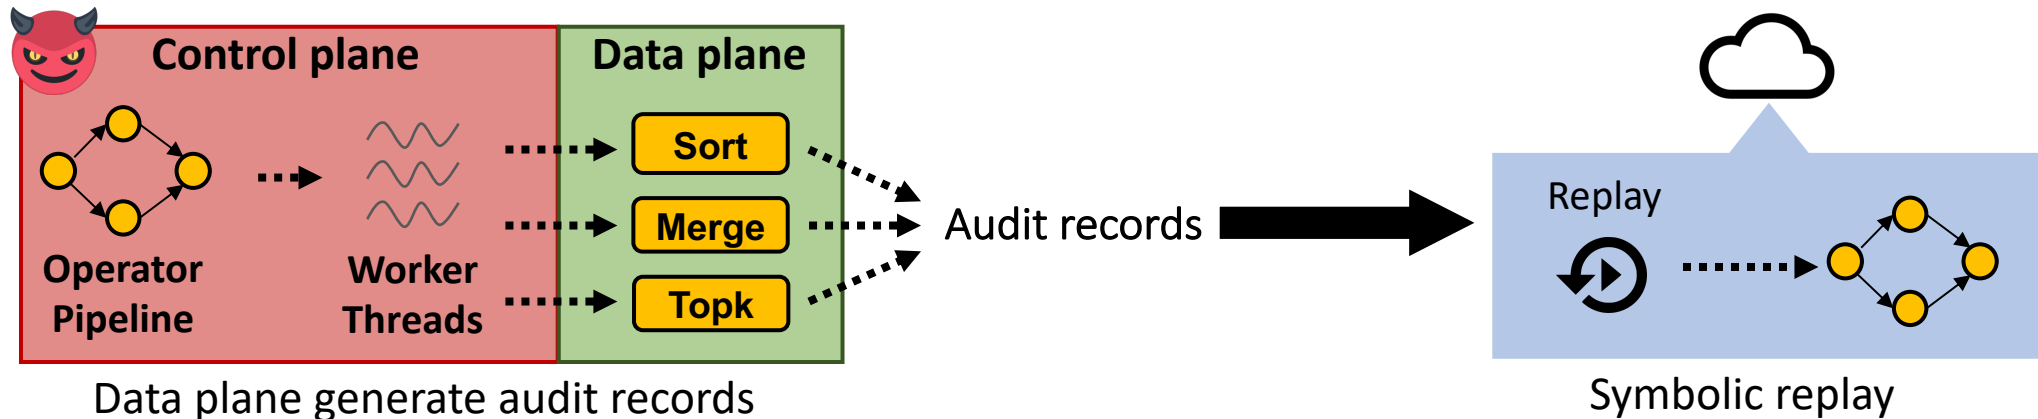 Control plane
Data plane
Operator
Pipeline
Worker
Threads
Sort
Merge
Topk
Audit records
Replay
Data plane generate audit records
Symbolic replay